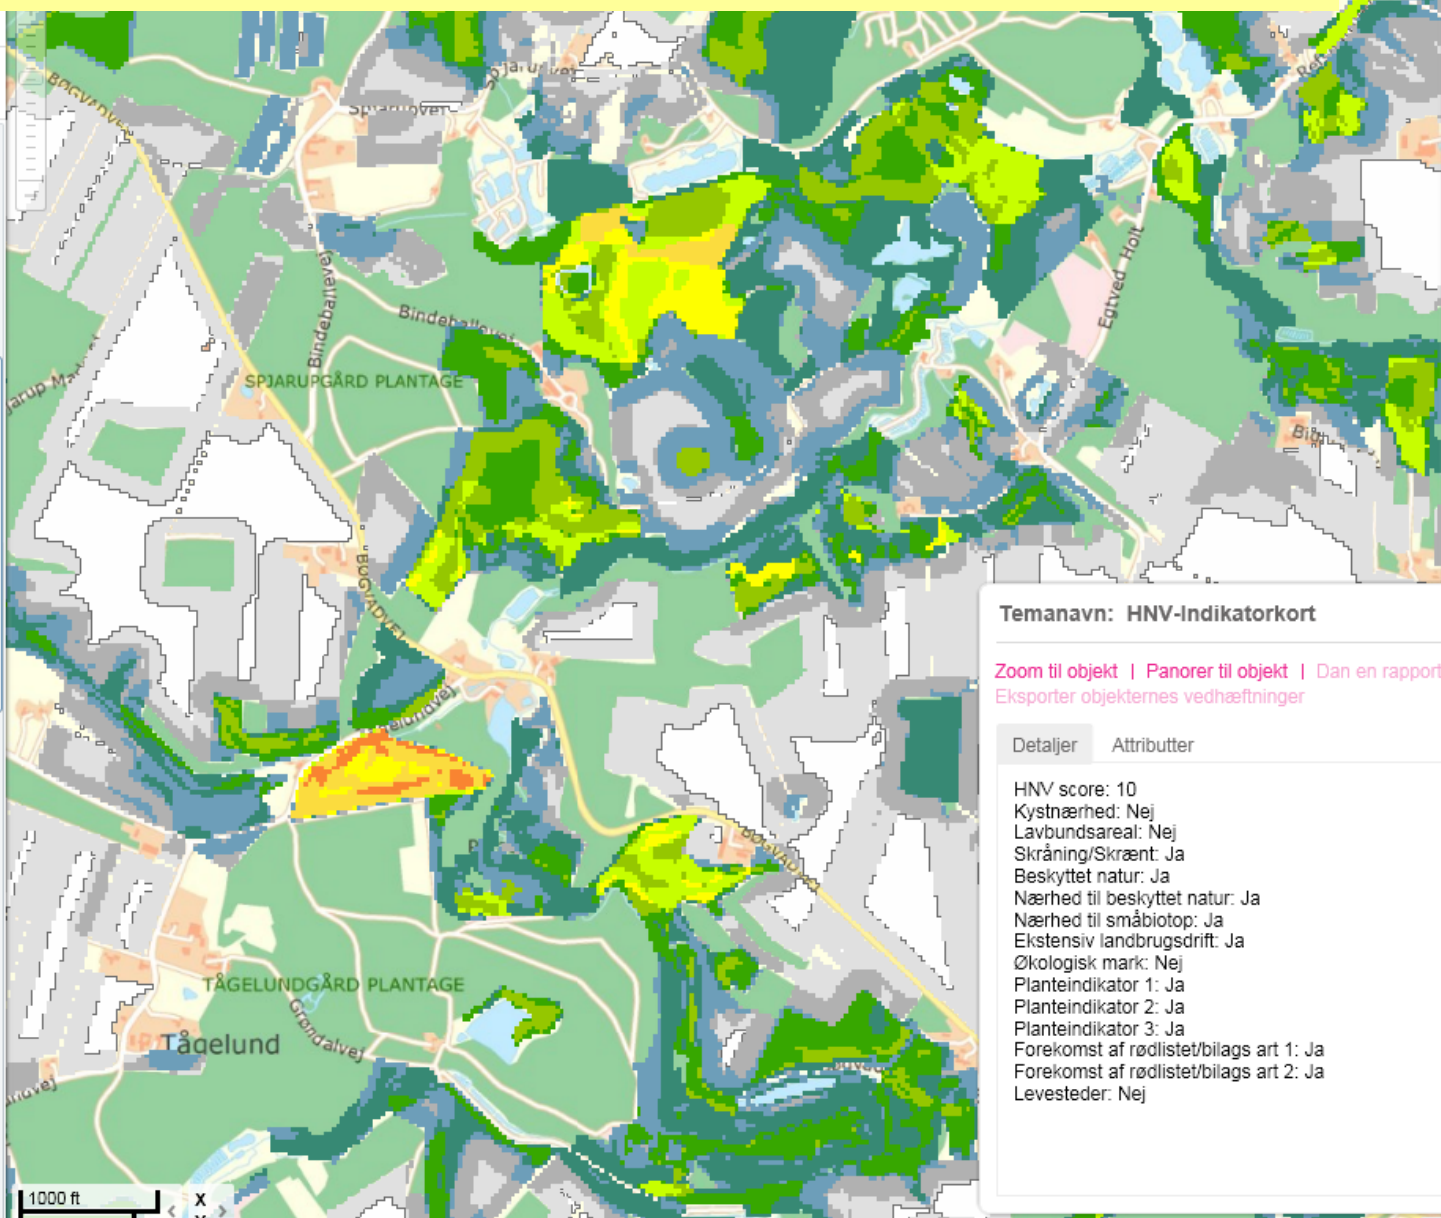 BØGVADVEJ
Spjarupvej
Spjarupvej
Bindeballevej
Bindeballevej
Egtved Holt
SPJARUPGÅRD PLANTAGE
BØGVADVEJ
BØGVADVEJ
TÅGELUNDGÅRD PLANTAGE
Grøndalvej
Tågelund
1000 ft
X
Temanavn: HNV-Indikatorkort
Zoom til objekt | Panorer til objekt | Dan en rapport
Eksporter objekternes vedhæftninger
Detaljer Attributter
HNV score: 10
Kystnærhed: Nej
Lavbundsareal: Nej
Skråning/Skrænt: Ja
Beskyttet natur: Ja
Nærhed til beskyttet natur: Ja
Nærhed til småbiotop: Ja
Ekstensiv landbrugsdrift: Ja
Økologisk mark: Nej
Planteindikator 1: Ja
Planteindikator 2: Ja
Planteindikator 3: Ja
Forekomst af rødlistet/bilags art 1: Ja
Forekomst af rødlistet/bilags art 2: Ja
Levesteder: Nej